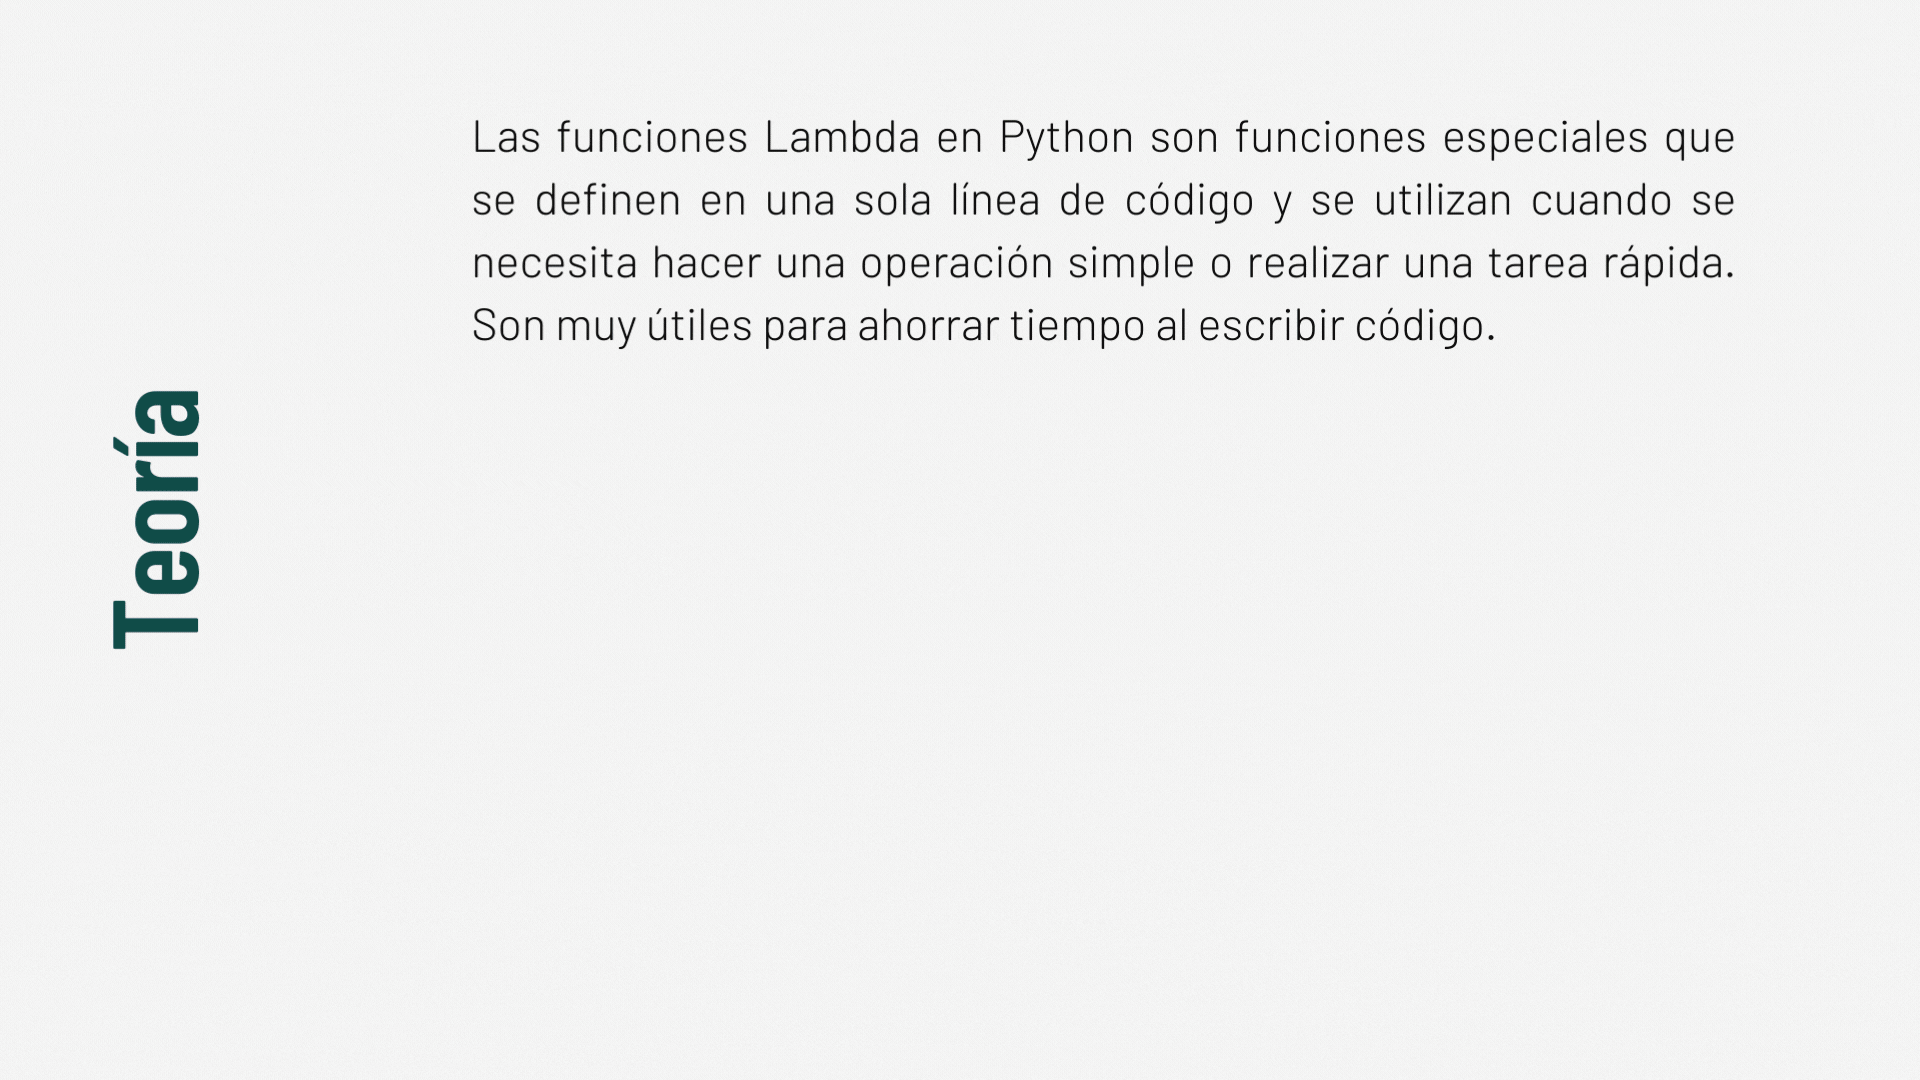 Teoría
Las funciones Lambda en Python son funciones especiales que
se definen en una sola línea de código y se utilizan cuando se
necesita hacer una operación simple o realizar una tarea rápida.
Son muy útiles para ahorrar tiempo al escribir código.